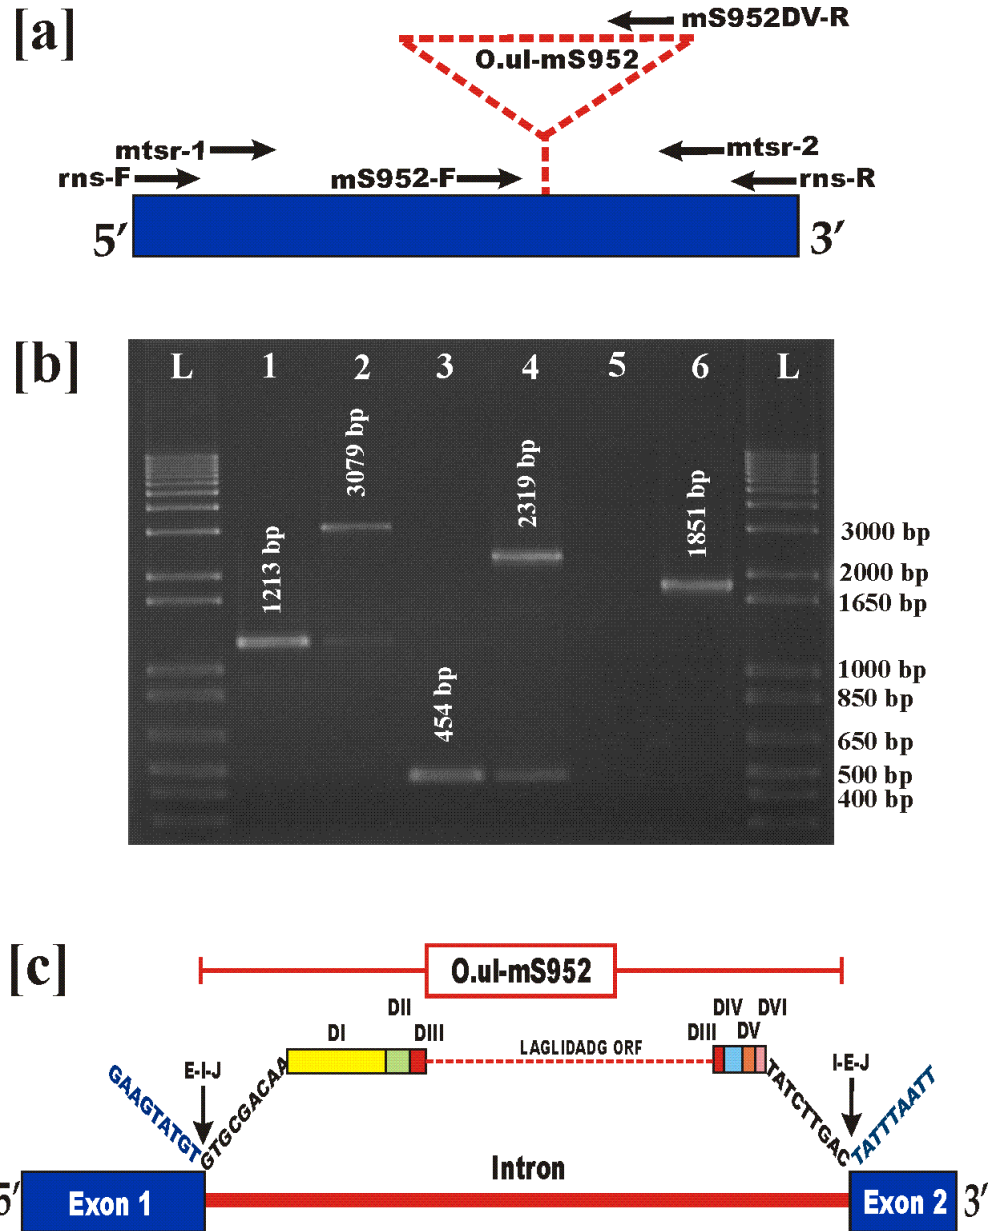 [a]
mS952DV-R
O.ul-mS952
mtsr-1
mtsr-2
rns-F
mS952-F
rns-R
5′
3′
[b]
L 1 2 3 4 5 6 L
1213 bp
3079 bp
454 bp
2319 bp
1851 bp
3000 bp
2000 bp
1650 bp
1000 bp
850 bp
650 bp
500 bp
400 bp
[c]
O.ul-mS952
DI
DII
DIII
LAGLIDADG ORF
DIII
DIV
DV
DVI
GAAGTATGT
E-I-J
GTGCGACAA
TATCTTGAC
I-E-J
TATTTAATT
5′
Exon 1
Intron
Exon 2
3′